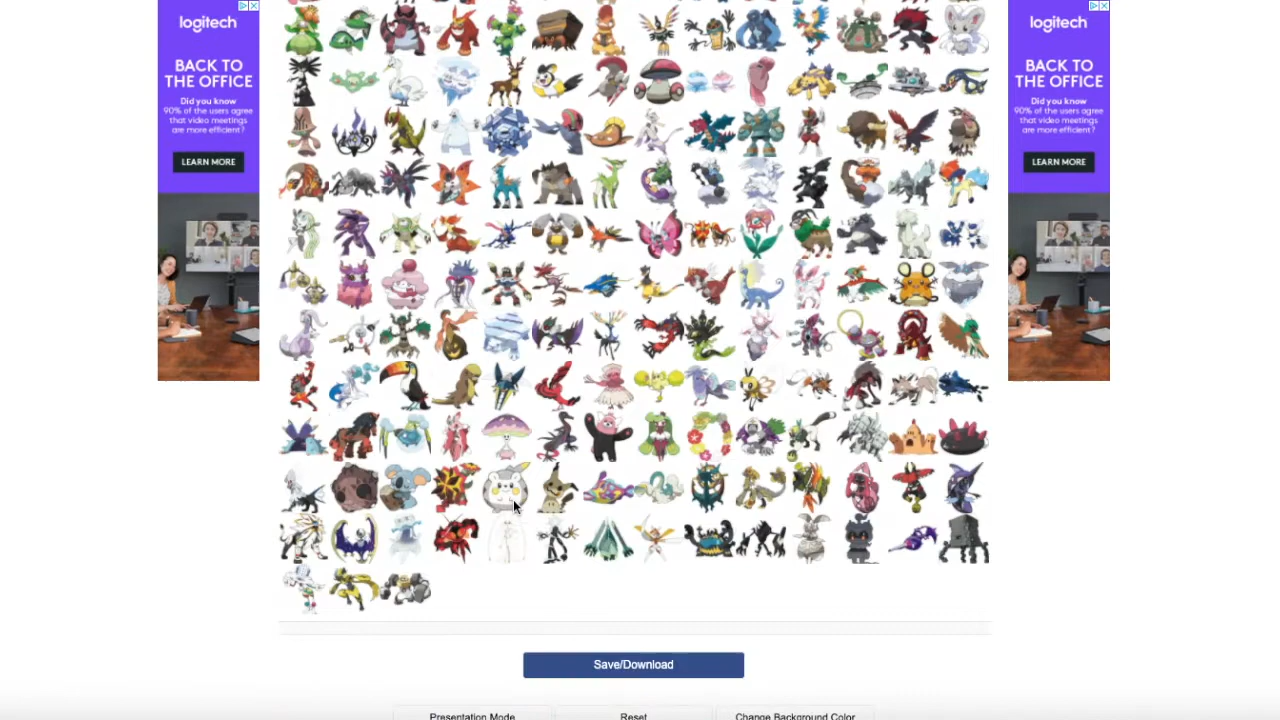 logitech
BACK TO
THE OFFICE
Did you know
90% of the users agree
that video meetings
are more efficient?
LEARN MORE
logitech
BACK TO
THE OFFICE
Did you know
90% of the users agree
that video meetings
are more efficient?
LEARN MORE
Save/Download
Presentation Mode
Reset
Change Background Color